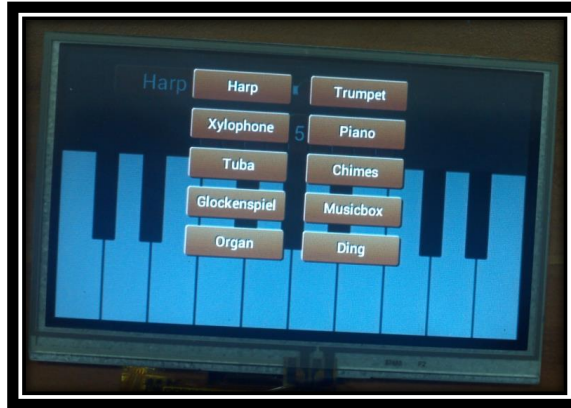 Harp
Harp
Trumpet
Xylophone
5
Piano
Tuba
Chimes
Glockenspiel
Musicbox
Organ
Ding